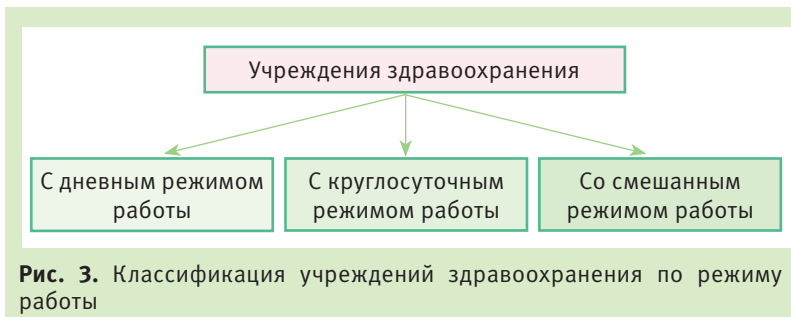 Учреждения здравоохранения
С дневным режимом
работы
С круглосуточным
режимом работы
Со смешанным
режимом работы
Рис. 3. Классификация учреждений здравоохранения по режиму
работы